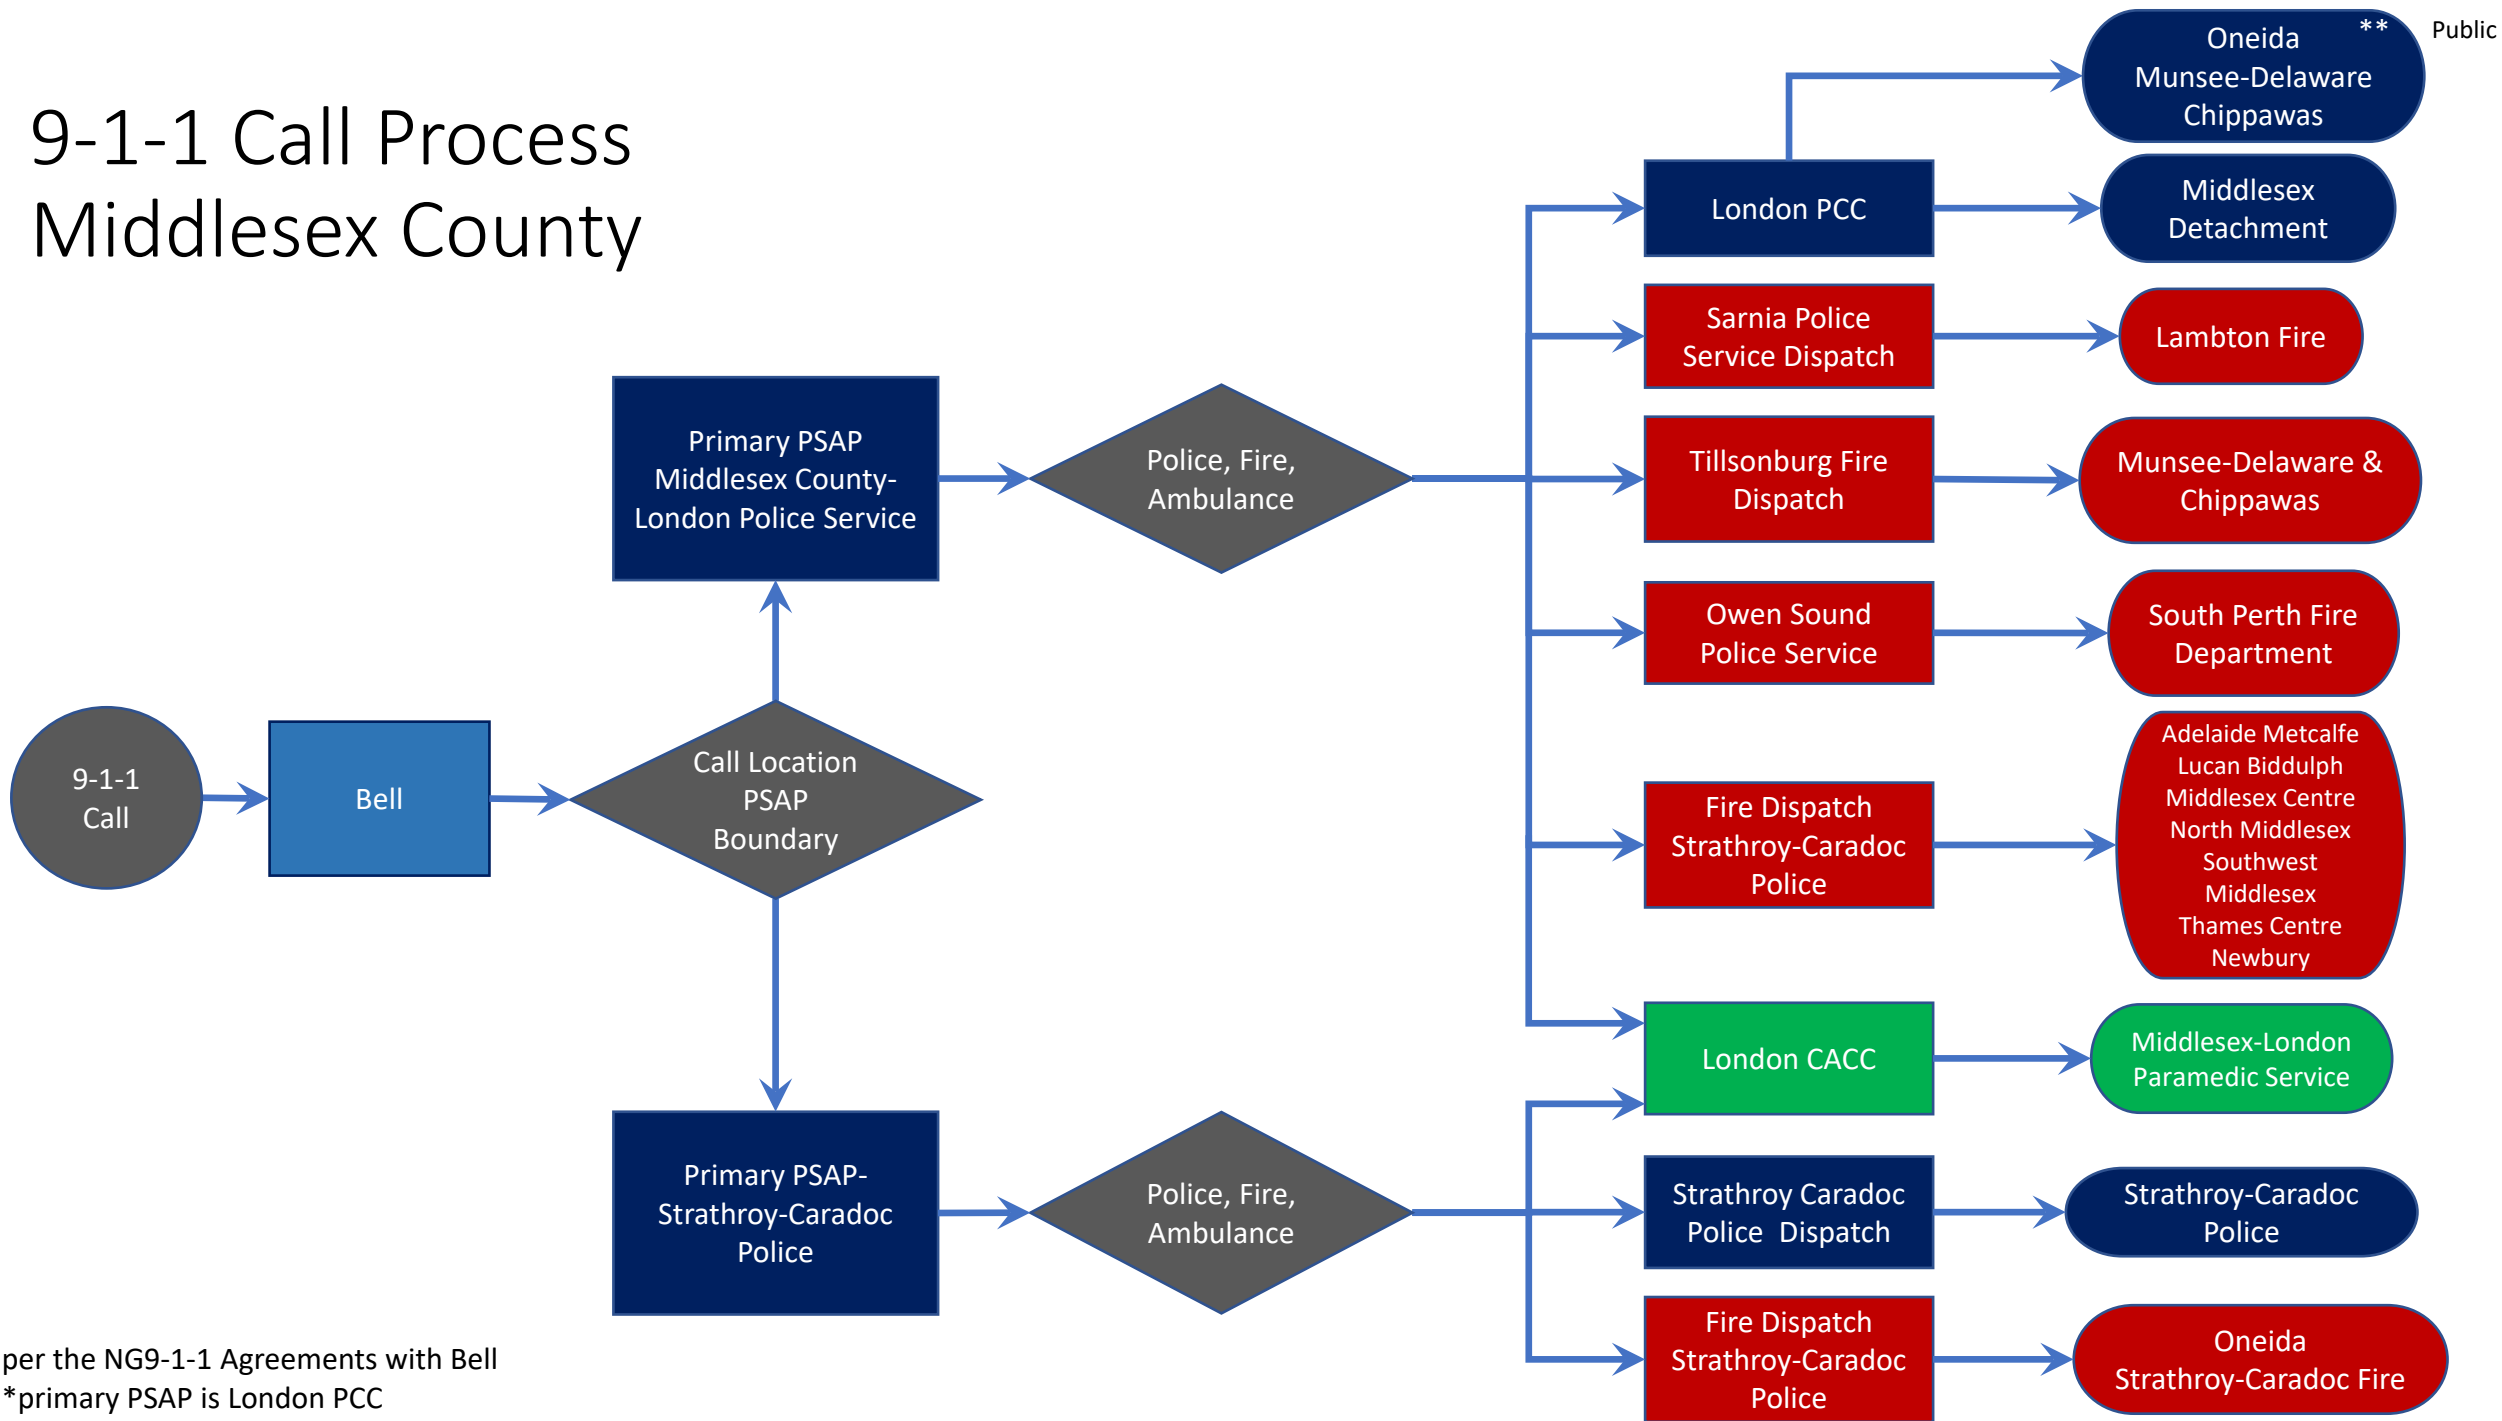 9-1-1 Call Process
Middlesex County
Public
Oneida **
Munsee-Delaware
Chippawas
London PCC
Middlesex
Detachment
Sarnia Police
Service Dispatch
Lambton Fire
Primary PSAP
Middlesex County-
London Police Service
Police, Fire,
Ambulance
Tillsonburg Fire
Dispatch
Munsee-Delaware &
Chippawas
Owen Sound
Police Service
South Perth Fire
Department
9-1-1
Call
Bell
Call Location
PSAP
Boundary
Fire Dispatch
Strathroy-Caradoc
Police
Adelaide Metcalfe
Lucan Biddulph
Middlesex Centre
North Middlesex
Southwest
Middlesex
Thames Centre
Newbury
London CACC
Middlesex-London
Paramedic Service
Primary PSAP-
Strathroy-Caradoc
Police
Police, Fire,
Ambulance
Strathroy Caradoc
Police  Dispatch
Strathroy-Caradoc
Police
Fire Dispatch
Strathroy-Caradoc
Police
Oneida
Strathroy-Caradoc Fire
per the NG9-1-1 Agreements with Bell
*primary PSAP is London PCC